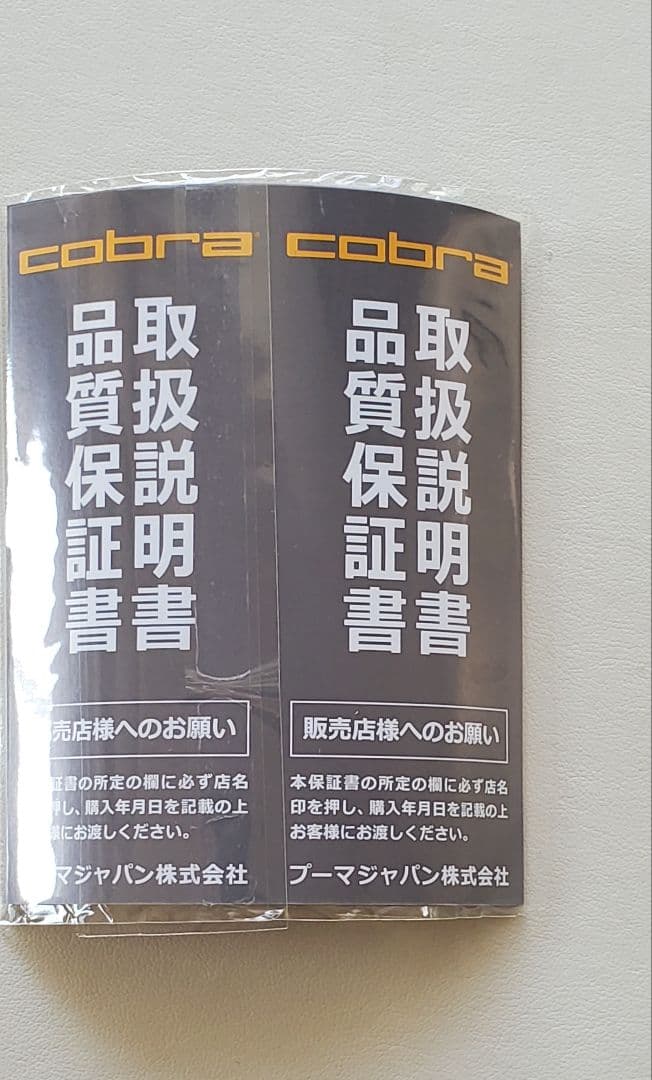 cobra
取扱説明書
品質保証書
売店様へのお願い
証書の所定の欄に必ず店名
押し、購入年月日を記載の上
様にお渡しください。
マジャパン株式会社
cobra
取扱説明書
品質保証書
販売店様へのお願い
本保証書の所定の欄に必ず店名
印を押し、購入年月日を記載の上
お客様にお渡しください。
プーマジャパン株式会社